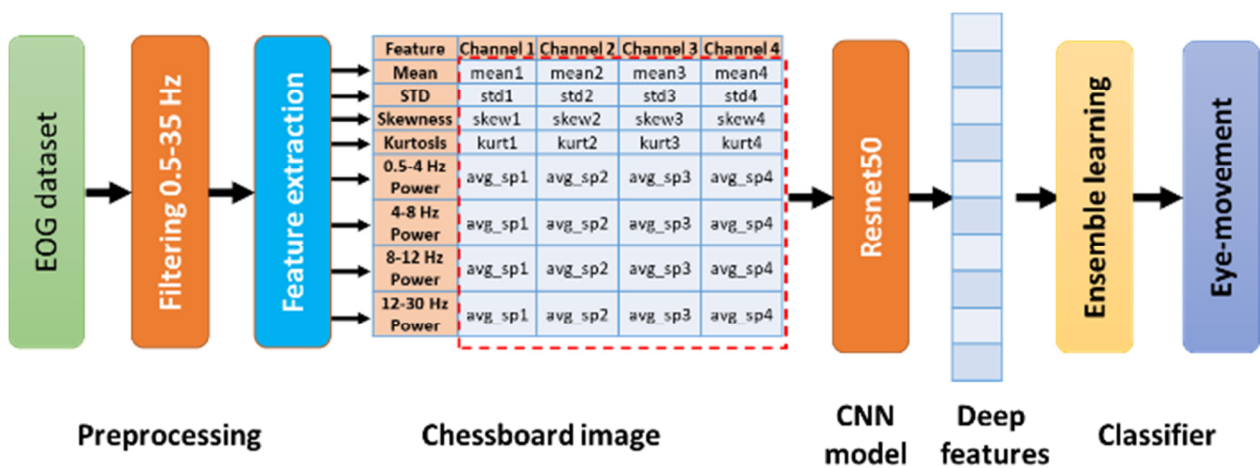 EOG dataset
Filtering 0.5-35 Hz
Feature extraction
Feature Channel 1 Channel 2 Channel 3 Channel 4
Mean mean1 mean2 mean3 mean4
STD std1 std2 std3 std4
Skewness skew1 skew2 skew3 skew4
Kurtosis kurt1 kurt2 kurt3 kurt4
0.5-4 Hz
Power avg_sp1 avg_sp2 avg_sp3 avg_sp4
4-8 Hz
Power avg_sp1 avg_sp2 avg_sp3 avg_sp4
8-12 Hz
Power avg_sp1 avg_sp2 avg_sp3 avg_sp4
12-30 Hz
Power avg_sp1 avg_sp2 avg_sp3 avg_sp4
Resnet50
Ensemble learning
Eye-movement
Preprocessing
Chessboard image
CNN
model
Deep
features
Classifier